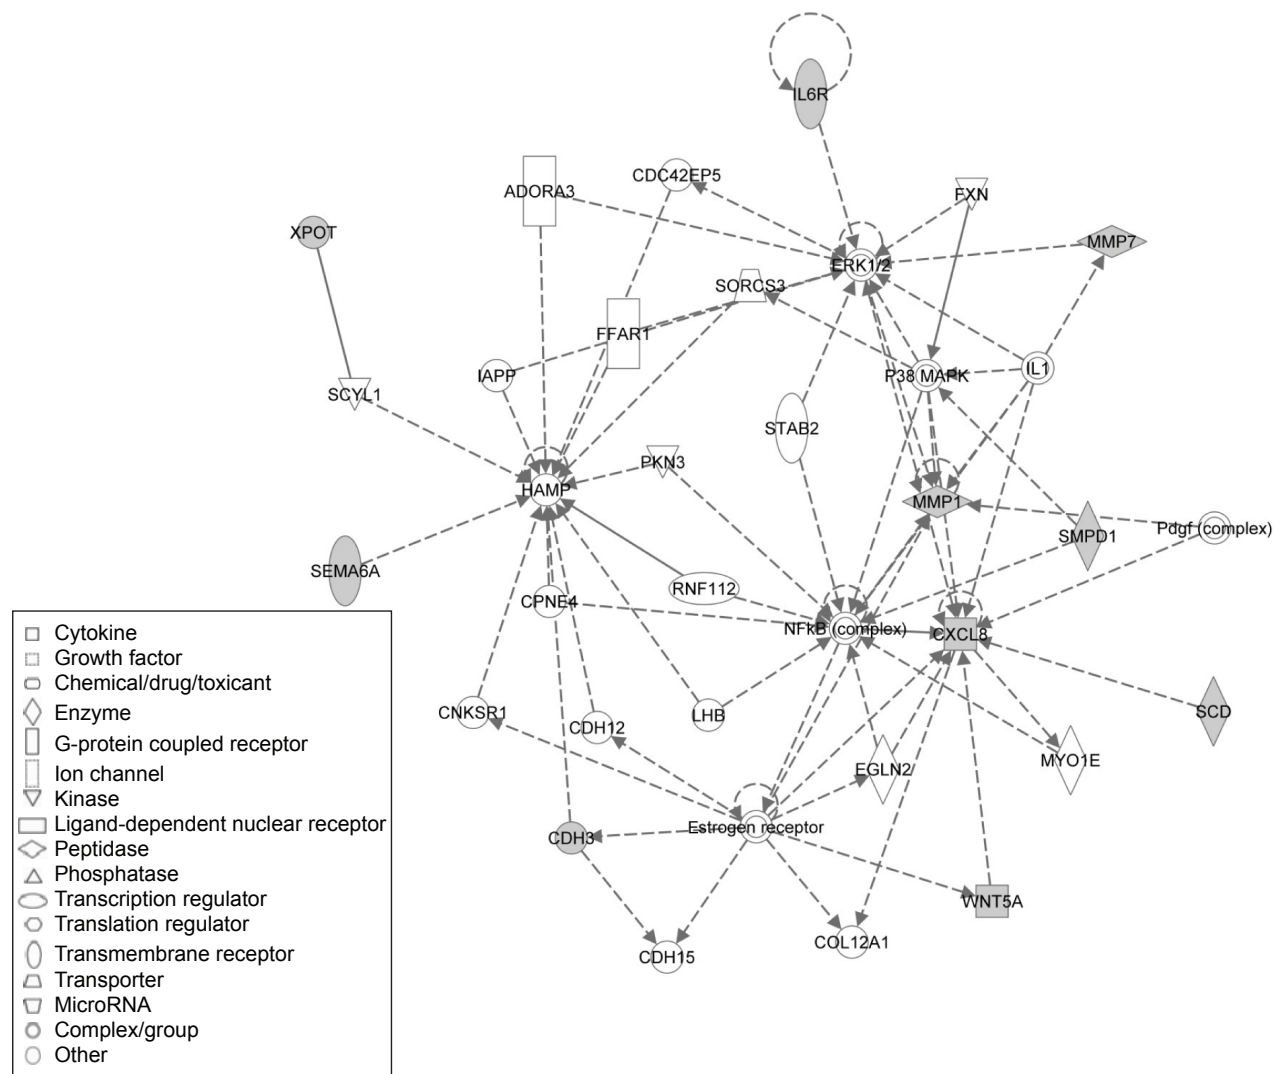 IL6R
CDC42EP5
ADORA3
FXN
XPOT
MMP7
ERK1/2
SORCS3
FFAR1
IAPP
P38 MAPK
IL1
SCYL1
STAB2
PKN3
HAMP
MMP1
Pdgf (complex)
SMPD1
SEMA6A
RNF112
CPNE4
NFkB (complex)
CXCL8
CNKSR1
LHB
SCD
CDH12
MYO1E
EGLN2
Estrogen receptor
CDH3
WNT5A
COL12A1
CDH15
Cytokine
Growth factor
Chemical/drug/toxicant
Enzyme
G-protein coupled receptor
Ion channel
Kinase
Ligand-dependent nuclear receptor
Peptidase
Phosphatase
Transcription regulator
Translation regulator
Transmembrane receptor
Transporter
MicroRNA
Complex/group
Other